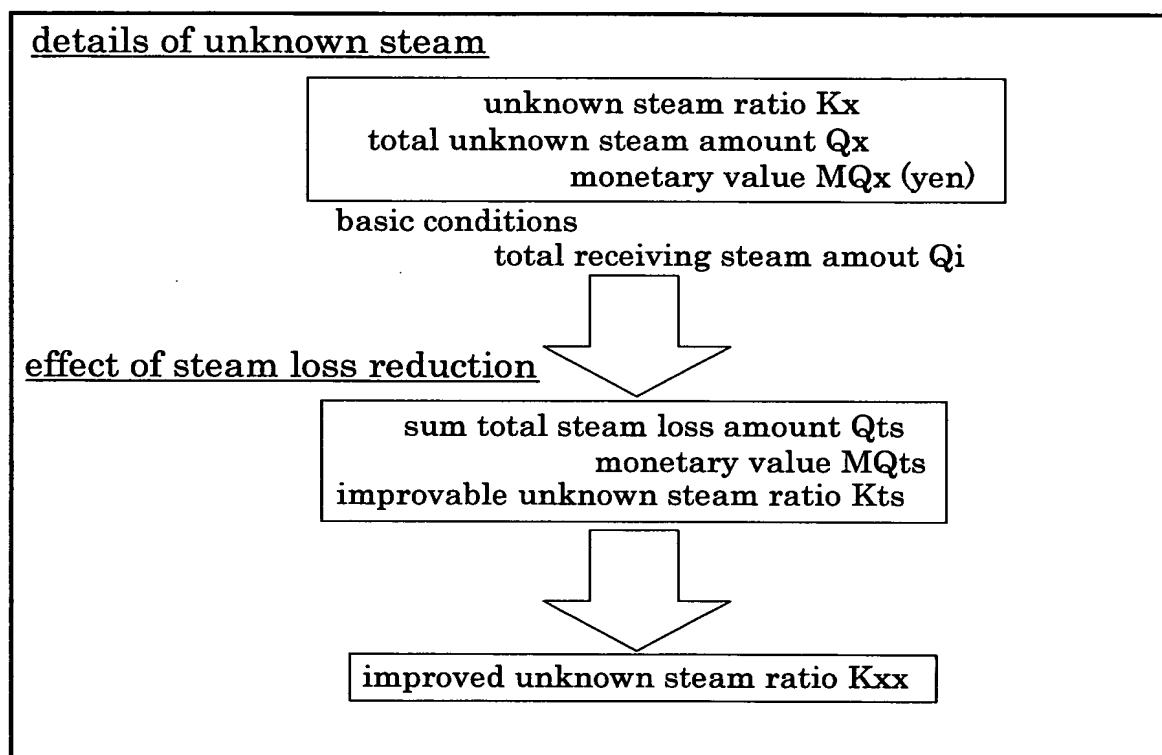 details of unknown steam
unknown steam ratio Kx
total unknown steam amount Qx
monetary value MQx (yen)
basic conditions
total receiving steam amout Qi
effect of steam loss reduction
sum total steam loss amount Qts
monetary value MQts
improvable unknown steam ratio Kts
improved unknown steam ratio Kxx